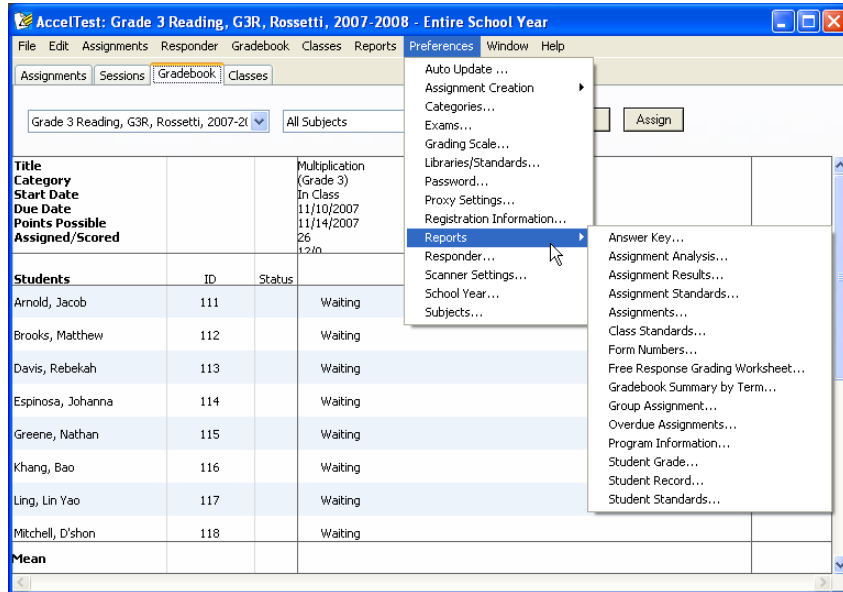 AccelTest: Grade 3 Reading, G3R, Rossetti, 2007-2008 - Entire School Year
File Edit Assignments Responder Gradebook Classes Reports Preferences Window Help
Assignments Sessions Gradebook Classes
Grade 3 Reading, G3R, Rossetti, 2007-2( All Subjects Assign
Title Multiplication
Category (Grade 3)
Start Date In Class
Due Date 11/10/2007
Points Possible 11/14/2007
Assigned/Scored 26
12/0
Students ID Status
Arnold, Jacob 111 Waiting
Brooks, Matthew 112 Waiting
Davis, Rebekah 113 Waiting
Espinosa, Johanna 114 Waiting
Greene, Nathan 115 Waiting
Khang, Bao 116 Waiting
Ling, Lin Yao 117 Waiting
Mitchell, D'shon 118 Waiting
Mean
Auto Update ...
Assignment Creation
Categories...
Exams...
Grading Scale...
Libraries/Standards...
Password...
Proxy Settings...
Registration Information...
Reports
Responder...
Scanner Settings...
School Year...
Subjects...
Answer Key...
Assignment Analysis...
Assignment Results...
Assignment Standards...
Assignments...
Class Standards...
Form Numbers...
Free Response Grading Worksheet...
Gradebook Summary by Term...
Group Assignment...
Overdue Assignments...
Program Information...
Student Grade...
Student Record...
Student Standards...